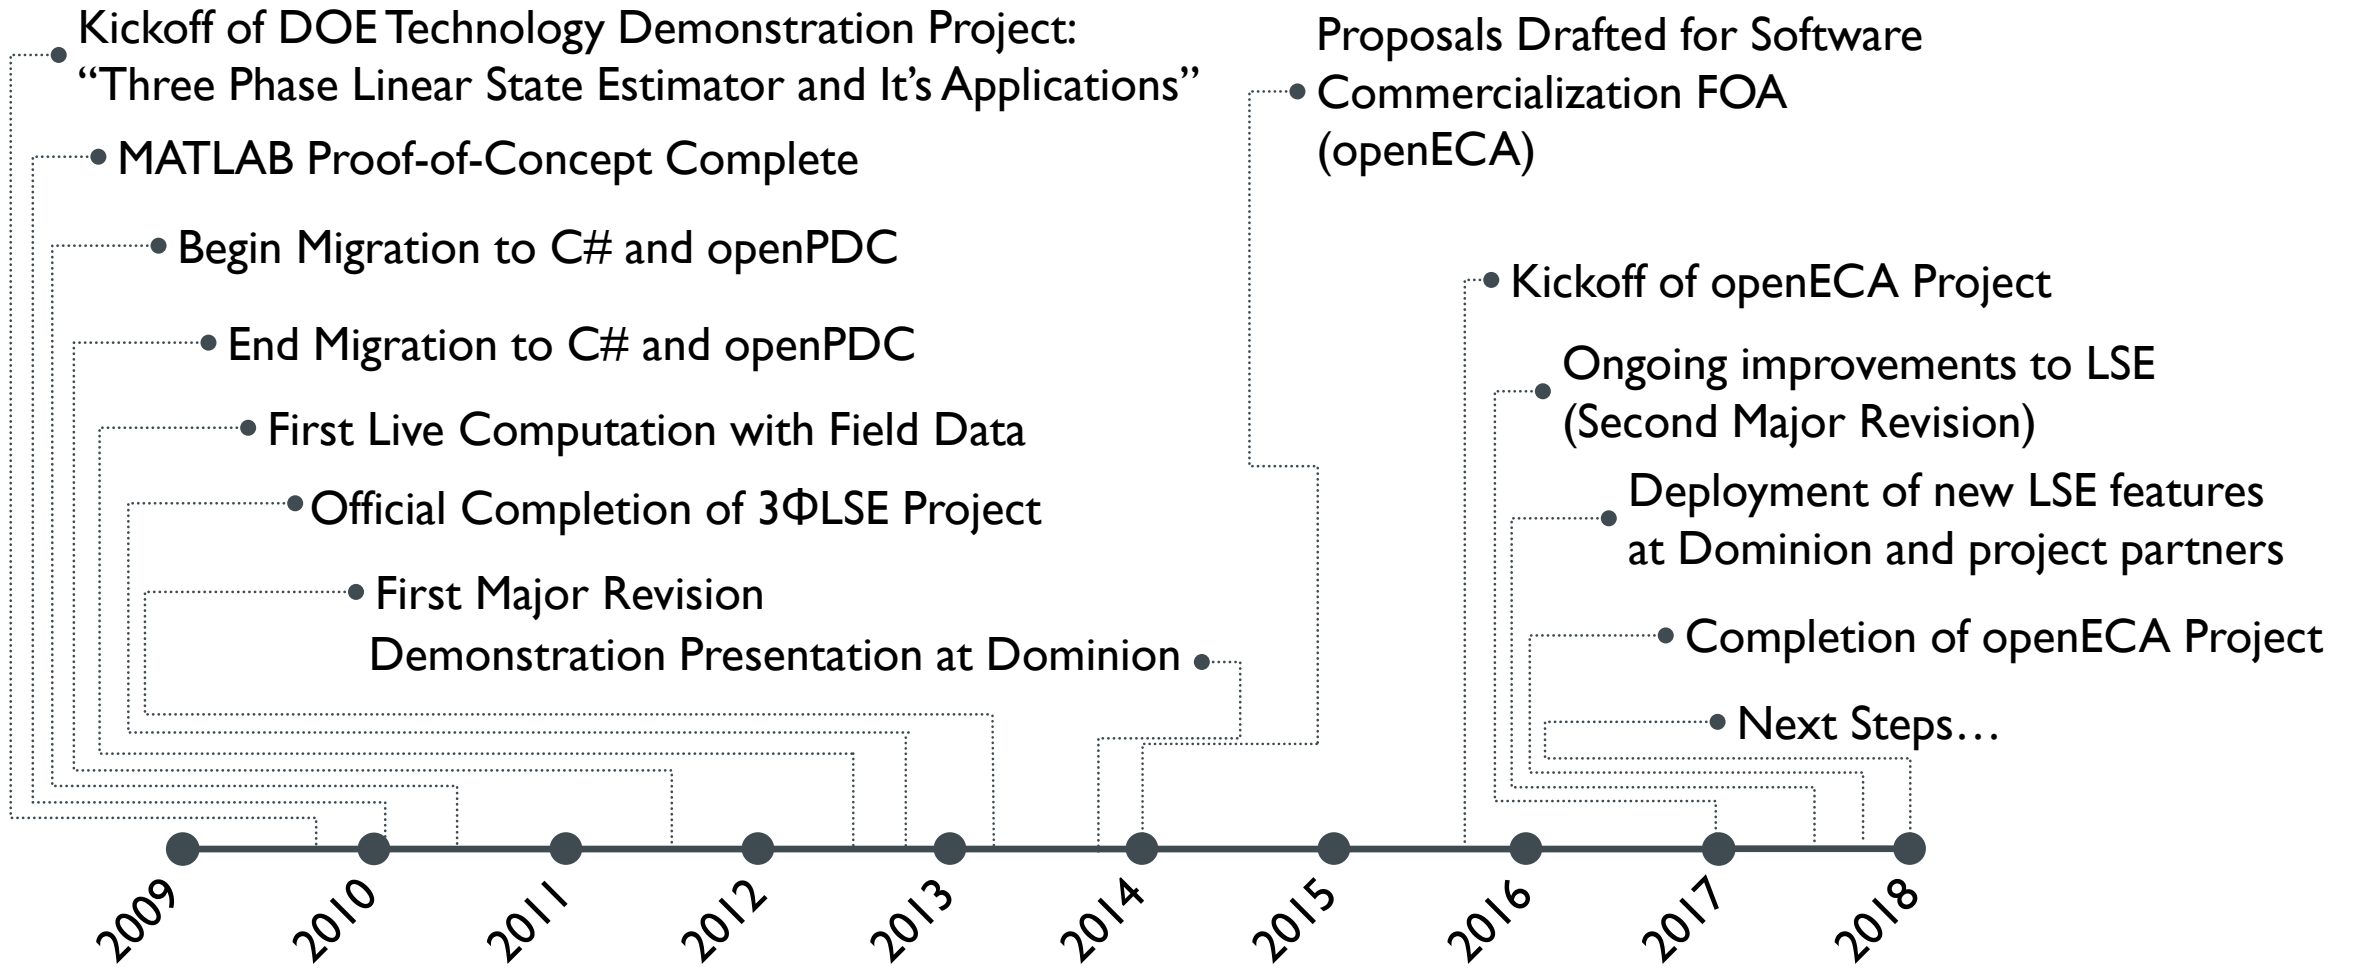 Kickoff of DOE Technology Demonstration Project:
“Three Phase Linear State Estimator and It’s Applications”
MATLAB Proof-of-Concept Complete
Begin Migration to C# and openPDC
End Migration to C# and openPDC
First Live Computation with Field Data
Official Completion of 3ΦLSE Project
First Major Revision
Demonstration Presentation at Dominion
Proposals Drafted for Software
Commercialization FOA
(openECA)
Kickoff of openECA Project
Ongoing improvements to LSE
(Second Major Revision)
Deployment of new LSE features
at Dominion and project partners
Completion of openECA Project
Next Steps…
2009
2010
2011
2012
2013
2014
2015
2016
2017
2018